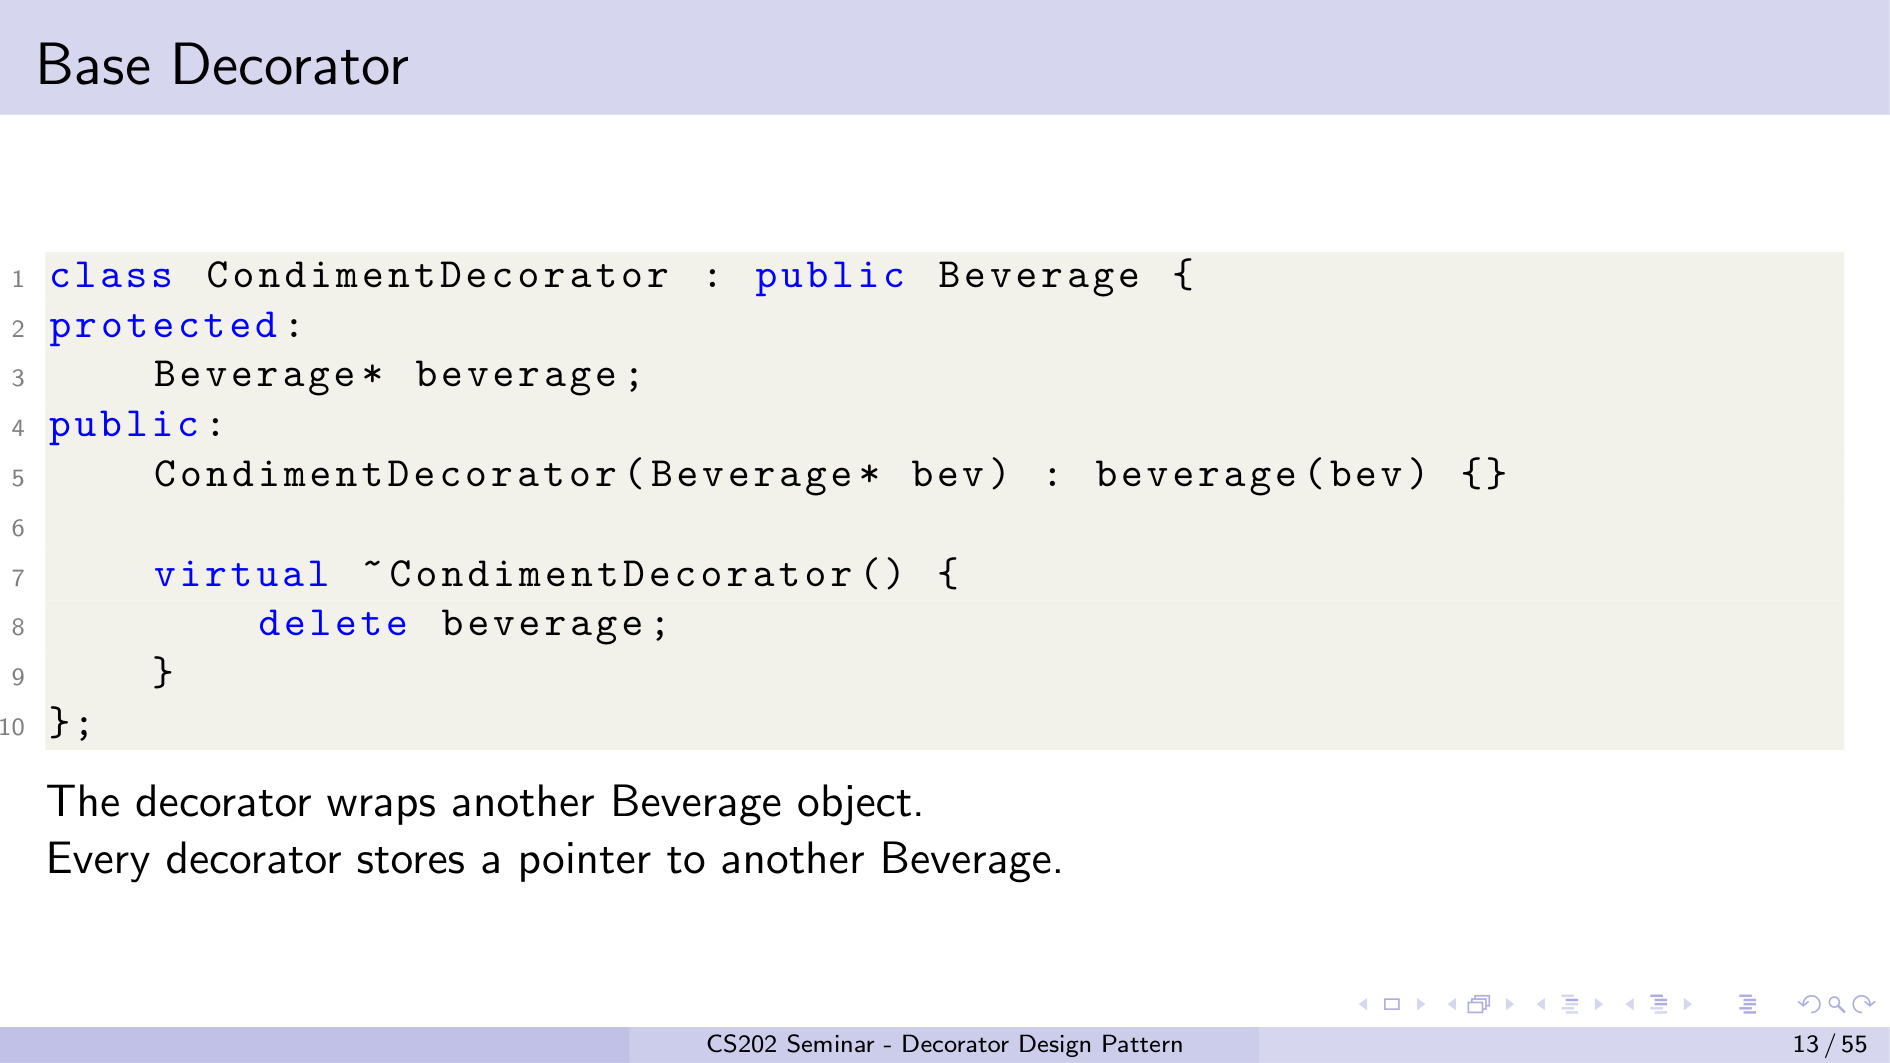 Base Decorator
1 class CondimentDecorator : public Beverage {
2 protected:
3     Beverage* beverage;
4 public:
5     CondimentDecorator(Beverage* bev) : beverage(bev) {}
6
7     virtual ~CondimentDecorator() {
8         delete beverage;
9     }
10 };
The decorator wraps another Beverage object.
Every decorator stores a pointer to another Beverage.
CS202 Seminar - Decorator Design Pattern
13 / 55